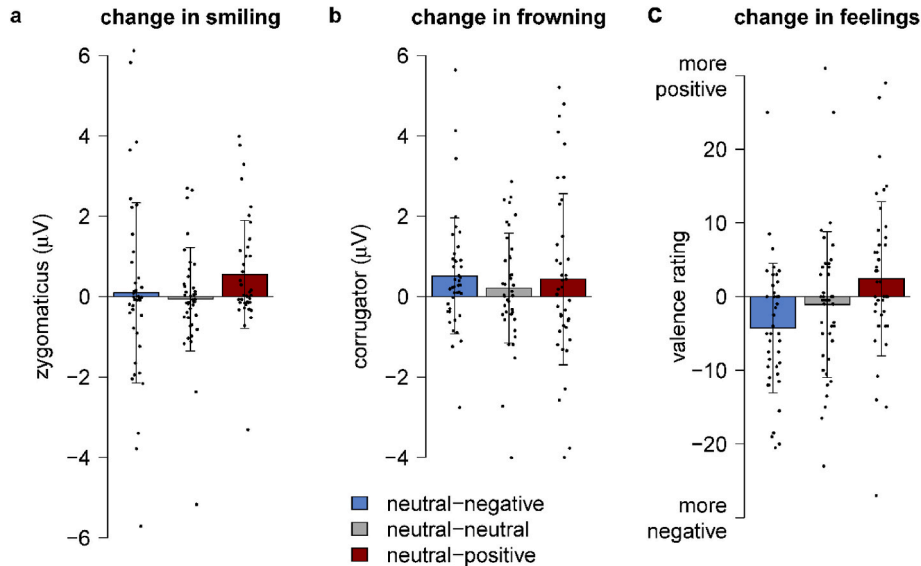 a change in smiling
6
4
2
0
−2
−4
−6
zygomaticus (µV)
b change in frowning
6
4
2
0
−2
−4
corrugator (µV)
neutral−negative
neutral−neutral
neutral−positive
c change in feelings
more
positive
20
10
0
−10
−20
more
negative
valence rating